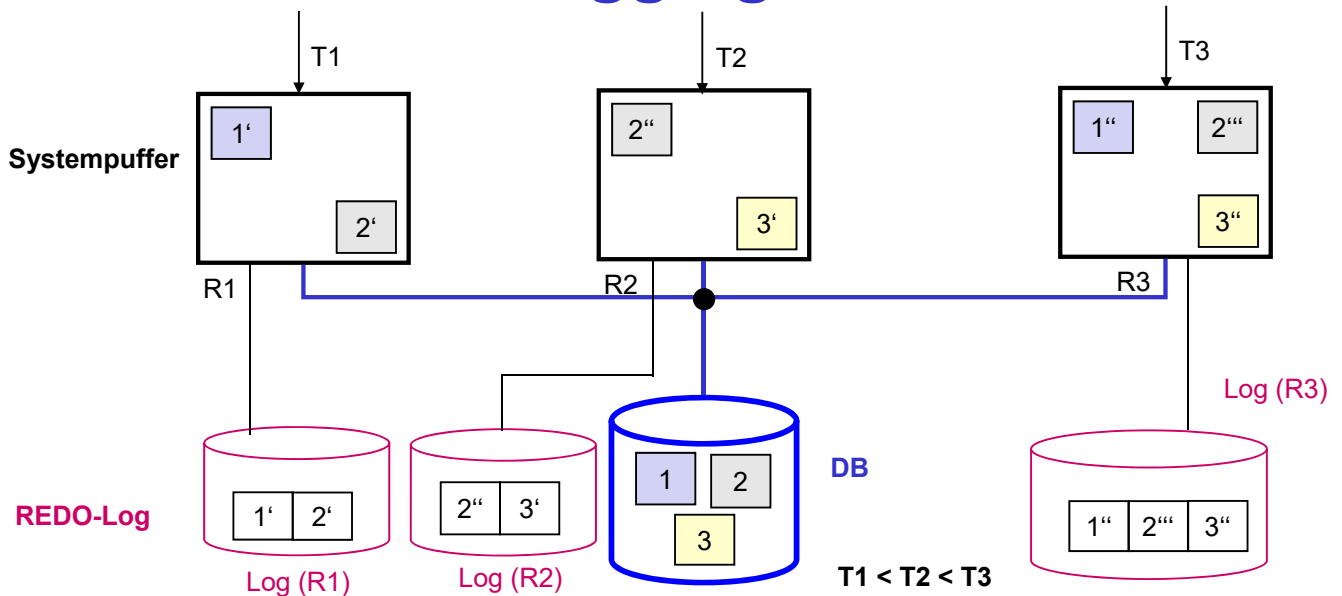 T1
T2
T3
1‘
2‘
2‘‘
3‘
1‘‘
2‘‘‘
3‘‘
Systempuffer
R1
R2
R3
Log (R3)
1
2
3
DB
REDO-Log
1‘ 2‘
2‘‘ 3‘
1‘‘ 2‘‘‘ 3‘‘
Log (R1)
Log (R2)
T1 < T2 < T3